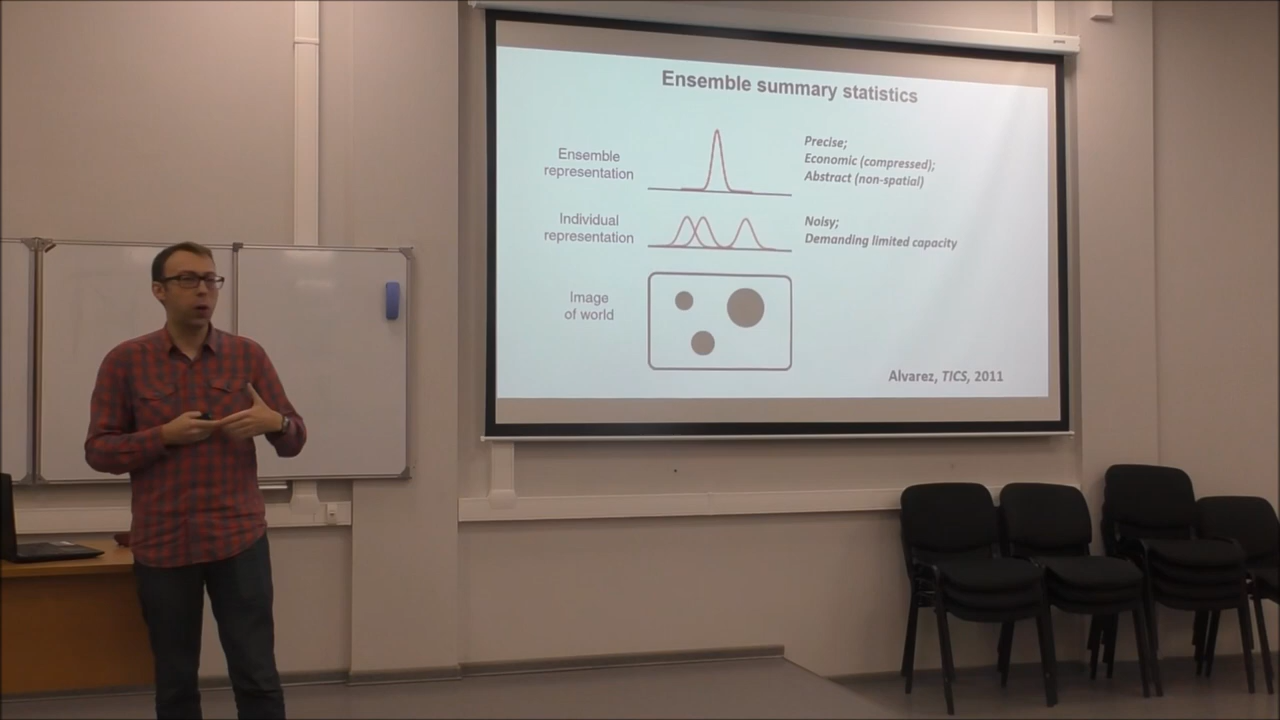 Ensemble summary statistics
Ensemble
representation
Precise;
Economic (compressed);
Abstract (non-spatial)
Individual
representation
Noisy;
Demanding limited capacity
Image
of world
Alvarez, TICS, 2011